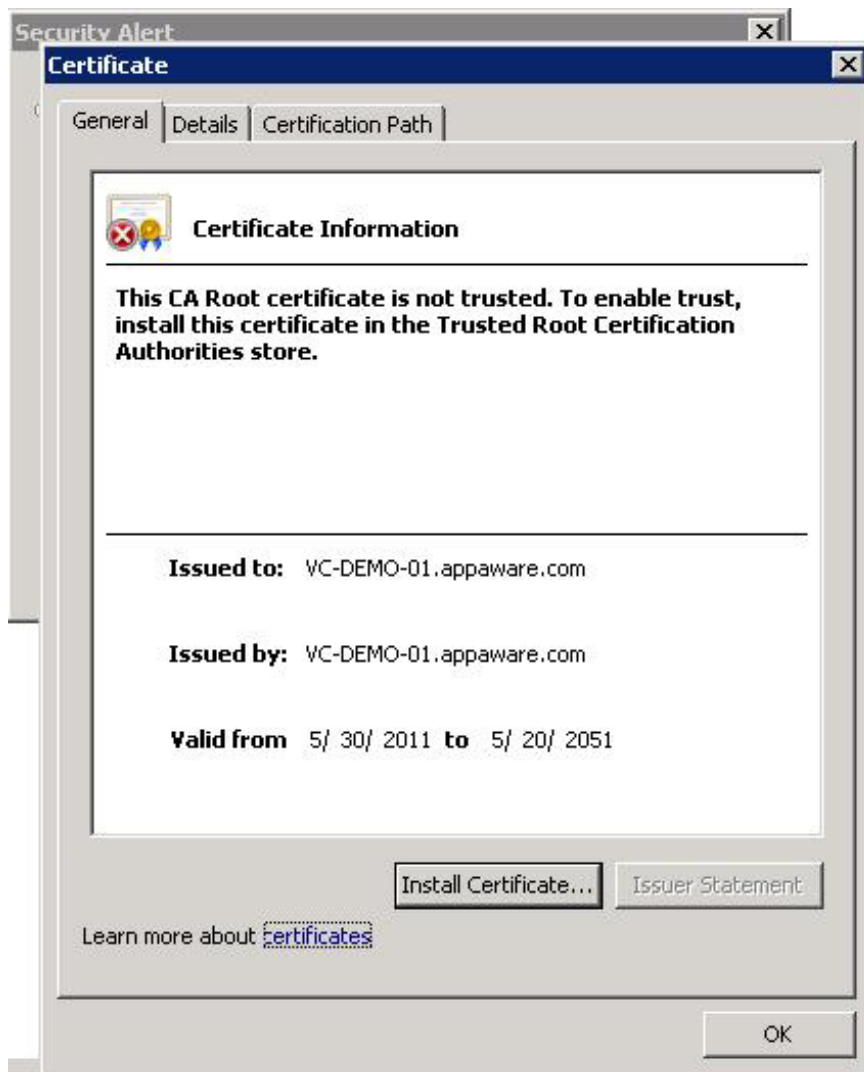 Security Alert
Certificate
General Details Certification Path
Certificate Information
This CA Root certificate is not trusted. To enable trust,
install this certificate in the Trusted Root Certification
Authorities store.
Issued to: VC-DEMO-01.appaware.com
Issued by: VC-DEMO-01.appaware.com
Valid from 5/ 30/ 2011 to 5/ 20/ 2051
Install Certificate... Issuer Statement
Learn more about certificates
OK